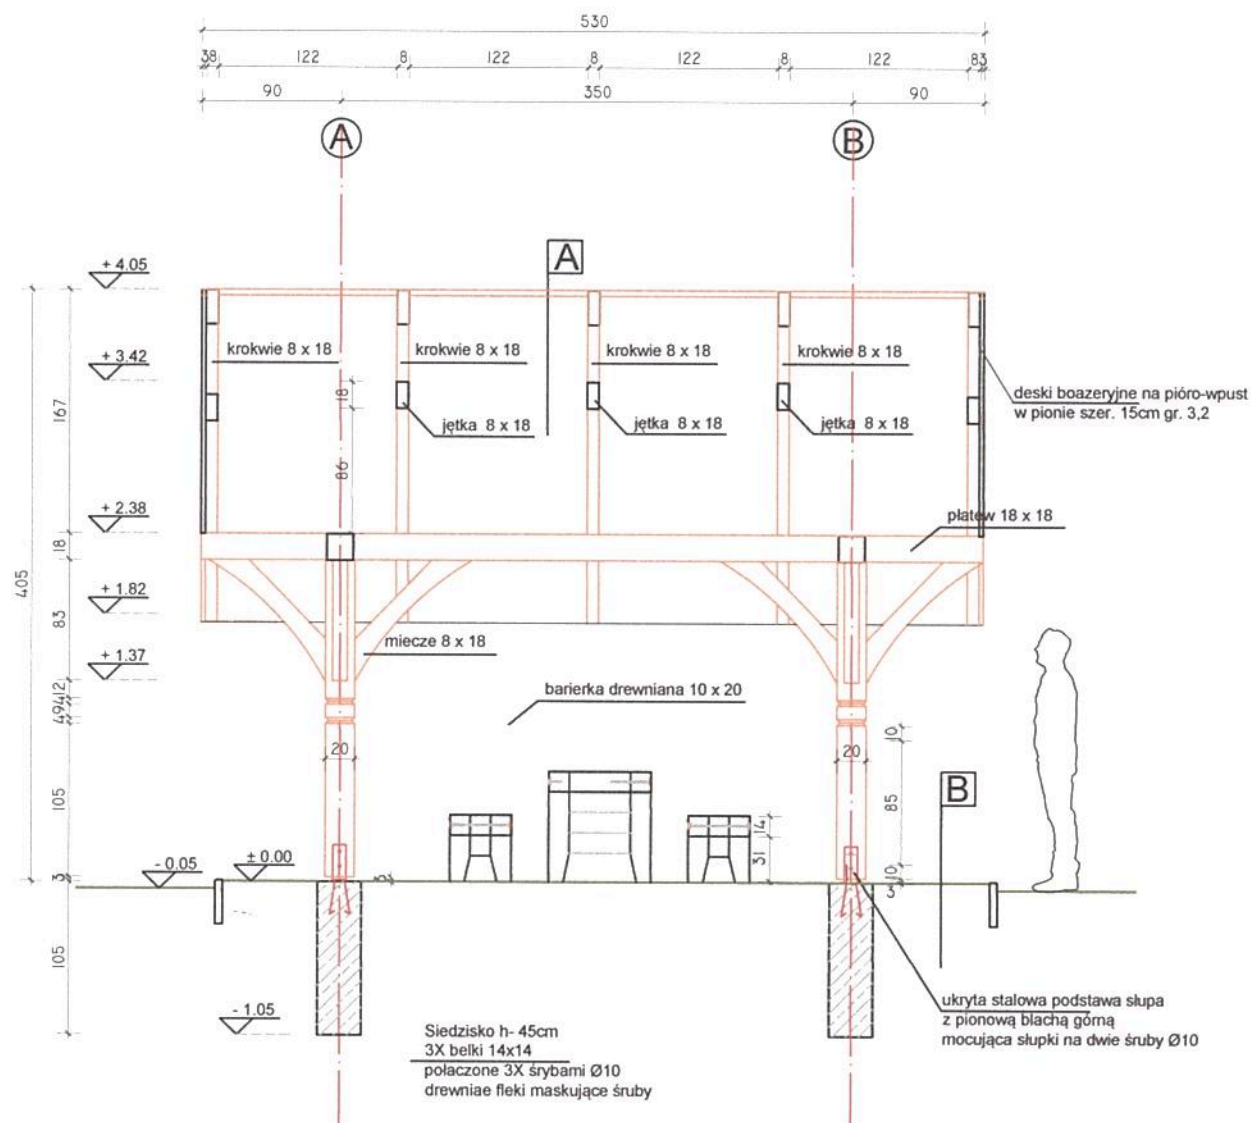 530
38 122 8 122 8 122 8 122 83
90 350 90
A B
+ 4.05
A
krokwie 8 x 18 krokwie 8 x 18 krokwie 8 x 18 krokwie 8 x 18
+ 3.42
18
deski boazeryjne na pióro-wpust
w pionie szer. 15cm gr. 3,2
167
jętka 8 x 18 jętka 8 x 18 jętka 8 x 18
86
+ 2.38
płatew 18 x 18
18
405
+ 1.82
83
miecze 8 x 18
+ 1.37
12
barierka drewniana 10 x 20
494
20 20
10
105
85
B
14
31
- 0.05 ± 0.00
3 3 10
3
105
- 1.05
ukryta stalowa podstawa słupa
z pionową blachą górną
mocująca słupki na dwie śruby Ø10
Siedzisko h- 45cm
3X belki 14x14
połaczone 3X śrybami Ø10
drewniae fleki maskujące śruby